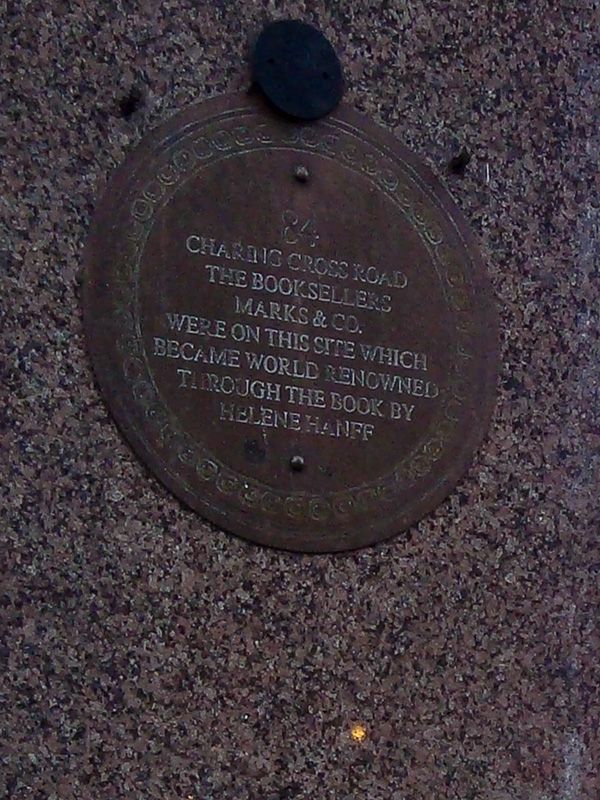 84
CHARING CROSS ROAD
THE BOOKSELLERS
MARKS & CO.
WERE ON THIS SITE WHICH
BECAME WORLD RENOWNED
THROUGH THE BOOK BY
HELENE HANFF